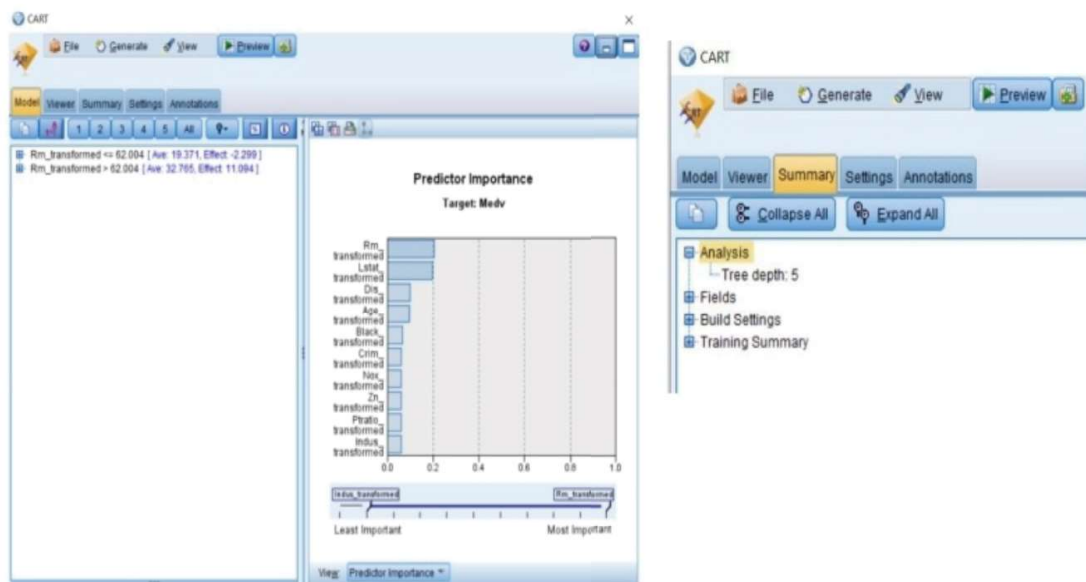 CART
File Generate View Preview
Model Viewer Summary Settings Annotations
1 2 3 4 5 All
Rm_transformed <= 62.004 [ Ave: 19.371, Effect: -2.299 ]
Rm_transformed > 62.004 [ Ave: 32.765, Effect: 11.094 ]
Predictor Importance
Target: Medv
Rm_
transformed
Lstat_
transformed
Dis_
transformed
Age_
transformed
Black_
transformed
Crim_
transformed
Nox_
transformed
Zn_
transformed
Ptratio_
transformed
Indus_
transformed
0.0 0.2 0.4 0.6 0.8 1.0
Indus_transformed Rm_transformed
Least Important Most Important
View: Predictor Importance
CART
File Generate View Preview
Model Viewer Summary Settings Annotations
Collapse All Expand All
Analysis
Tree depth: 5
Fields
Build Settings
Training Summary